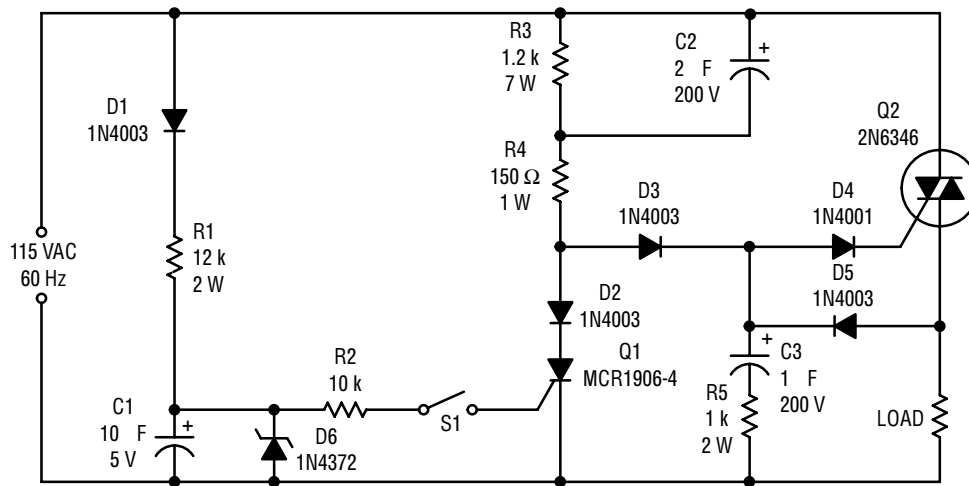 R3
1.2 k
7 W
C2
+
2 F
200 V
D1
1N4003
Q2
2N6346
R4
150 Ω
1 W
D3
1N4003
D4
1N4001
115 VAC
60 Hz
R1
12 k
2 W
D5
1N4003
D2
1N4003
Q1
MCR1906-4
R2
10 k
+
C3
1 F
200 V
C1
10 F
5 V
+
D6
1N4372
S1
R5
1 k
2 W
LOAD